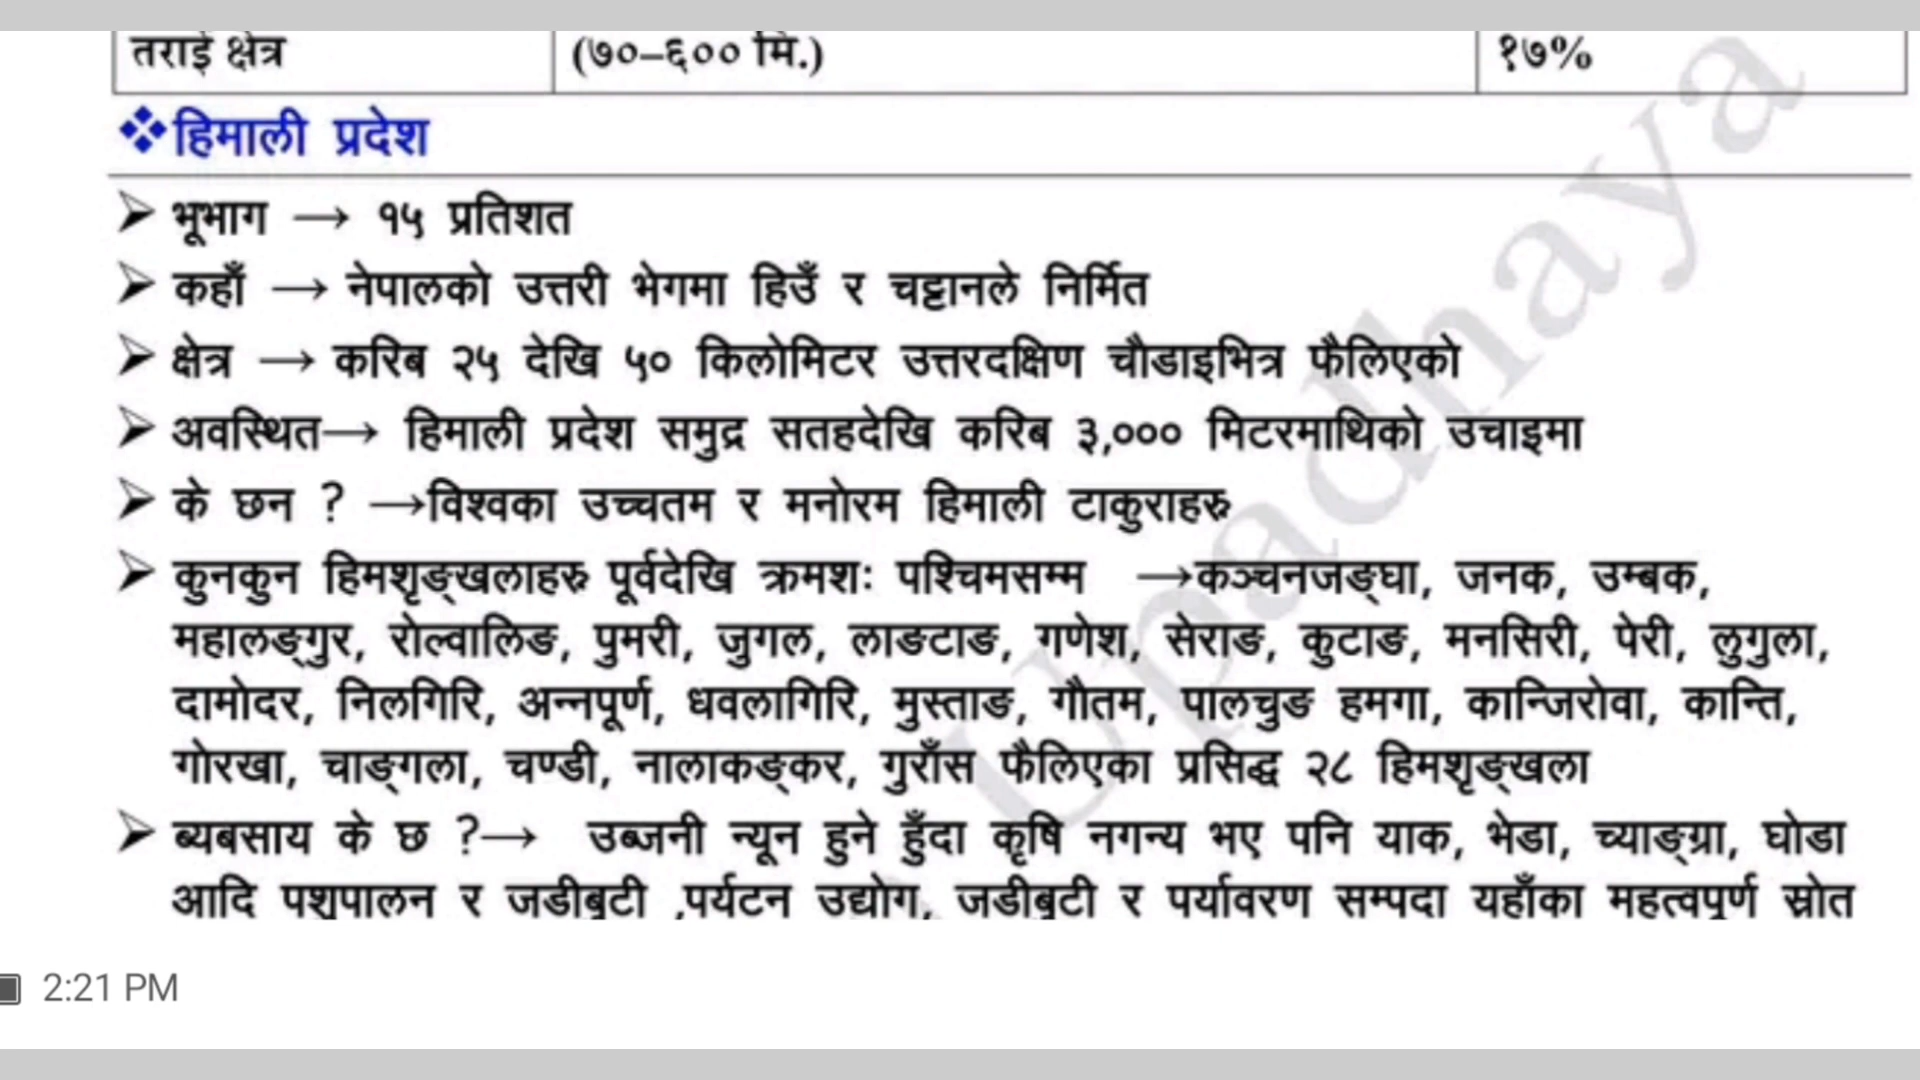 तराई क्षेत्र (७०–६०० मि.) १७%
❖हिमाली प्रदेश
➢ भूभाग → १५ प्रतिशत
➢ कहाँ → नेपालको उत्तरी भेगमा हिउँ र चट्टानले निर्मित
➢ क्षेत्र → करिब २५ देखि ५० किलोमिटर उत्तरदक्षिण चौडाइभित्र फैलिएको
➢ अवस्थित→ हिमाली प्रदेश समुद्र सतहदेखि करिब ३,००० मिटरमाथिको उचाइमा
➢ के छन ? →विश्वका उच्चतम र मनोरम हिमाली टाकुराहरु
➢ कुनकुन हिमशृङ्खलाहरु पूर्वदेखि क्रमशः पश्चिमसम्म →कञ्चनजङ्घा, जनक, उम्बक,
महालङ्गुर, रोल्वालिङ, पुमरी, जुगल, लाङटाङ, गणेश, सेराङ, कुटाङ, मनसिरी, पेरी, लुगुला,
दामोदर, निलगिरि, अन्नपूर्ण, धवलागिरि, मुस्ताङ, गौतम, पालचुङ हमगा, कान्जिरोवा, कान्ति,
गोरखा, चाङ्गला, चण्डी, नालाकङ्कर, गुराँस फैलिएका प्रसिद्ध २८ हिमशृङ्खला
➢ ब्यबसाय के छ ?→ उब्जनी न्यून हुने हुँदा कृषि नगन्य भए पनि याक, भेडा, च्याङ्ग्रा, घोडा
आदि पशुपालन र जडीबुटी ,पर्यटन उद्योग, जडीबुटी र पर्यावरण सम्पदा यहाँका महत्वपूर्ण स्रोत
Upadhaya
2:21 PM